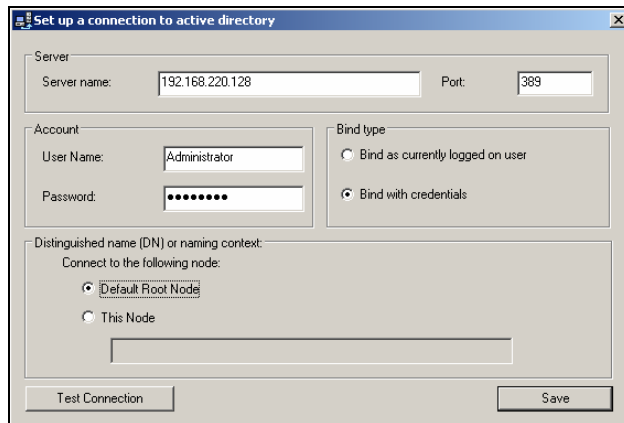 Set up a connection to active directory
Server
Server name: 192.168.220.128 Port: 389
Account Bind type
User Name: Administrator Bind as currently logged on user
Password: ●●●●●●●● Bind with credentials
Distinguished name (DN) or naming context:
Connect to the following node:
Default Root Node
This Node
Test Connection Save